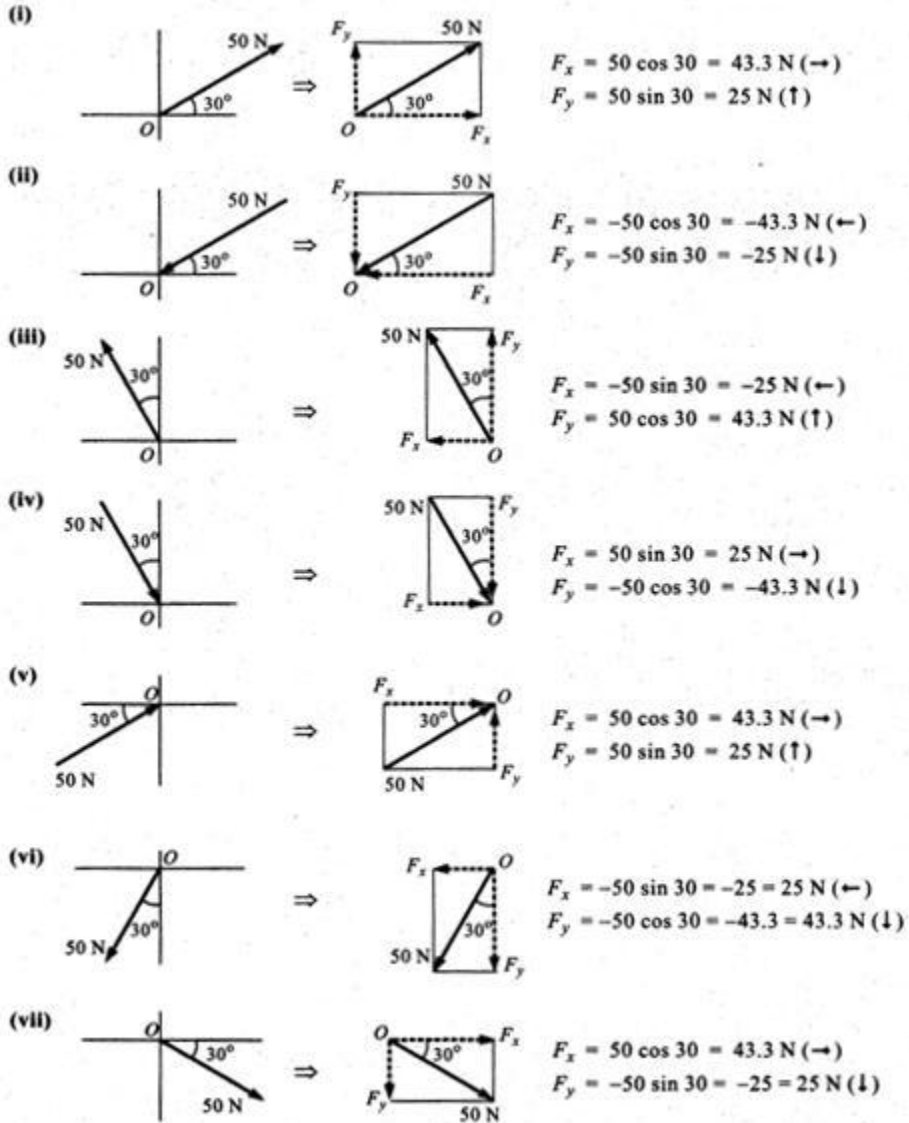 (i)
50 N
30°
O
⇒
F_y
50 N
30°
O
F_x
F_x = 50 cos 30 = 43.3 N (→)
F_y = 50 sin 30 = 25 N (↑)
(ii)
50 N
30°
O
⇒
F_y
50 N
30°
O
F_x
F_x = –50 cos 30 = –43.3 N (←)
F_y = –50 sin 30 = –25 N (↓)
(iii)
50 N
30°
O
⇒
50 N
F_y
30°
F_x
O
F_x = –50 sin 30 = –25 N (←)
F_y = 50 cos 30 = 43.3 N (↑)
(iv)
50 N
30°
O
⇒
50 N
F_y
30°
F_x
O
F_x = 50 sin 30 = 25 N (→)
F_y = –50 cos 30 = –43.3 N (↓)
(v)
O
30°
50 N
⇒
F_x
O
30°
50 N
F_y
F_x = 50 cos 30 = 43.3 N (→)
F_y = 50 sin 30 = 25 N (↑)
(vi)
O
50 N
30°
⇒
F_x
O
30°
50 N
F_y
F_x = –50 sin 30 = –25 = 25 N (←)
F_y = –50 cos 30 = –43.3 = 43.3 N (↓)
(vii)
O
30°
50 N
⇒
O
F_x
30°
F_y
50 N
F_x = 50 cos 30 = 43.3 N (→)
F_y = –50 sin 30 = –25 = 25 N (↓)